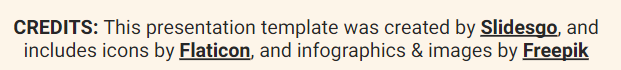 CREDITS: This presentation template was created by Slidesgo, and
includes icons by Flaticon, and infographics & images by Freepik